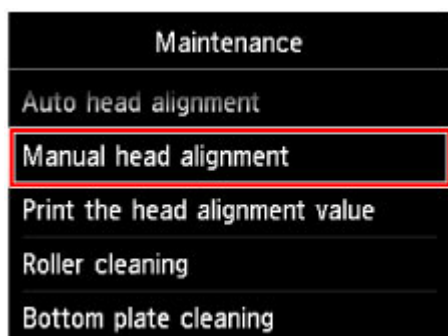 Maintenance
Auto head alignment
Manual head alignment
Print the head alignment value
Roller cleaning
Bottom plate cleaning